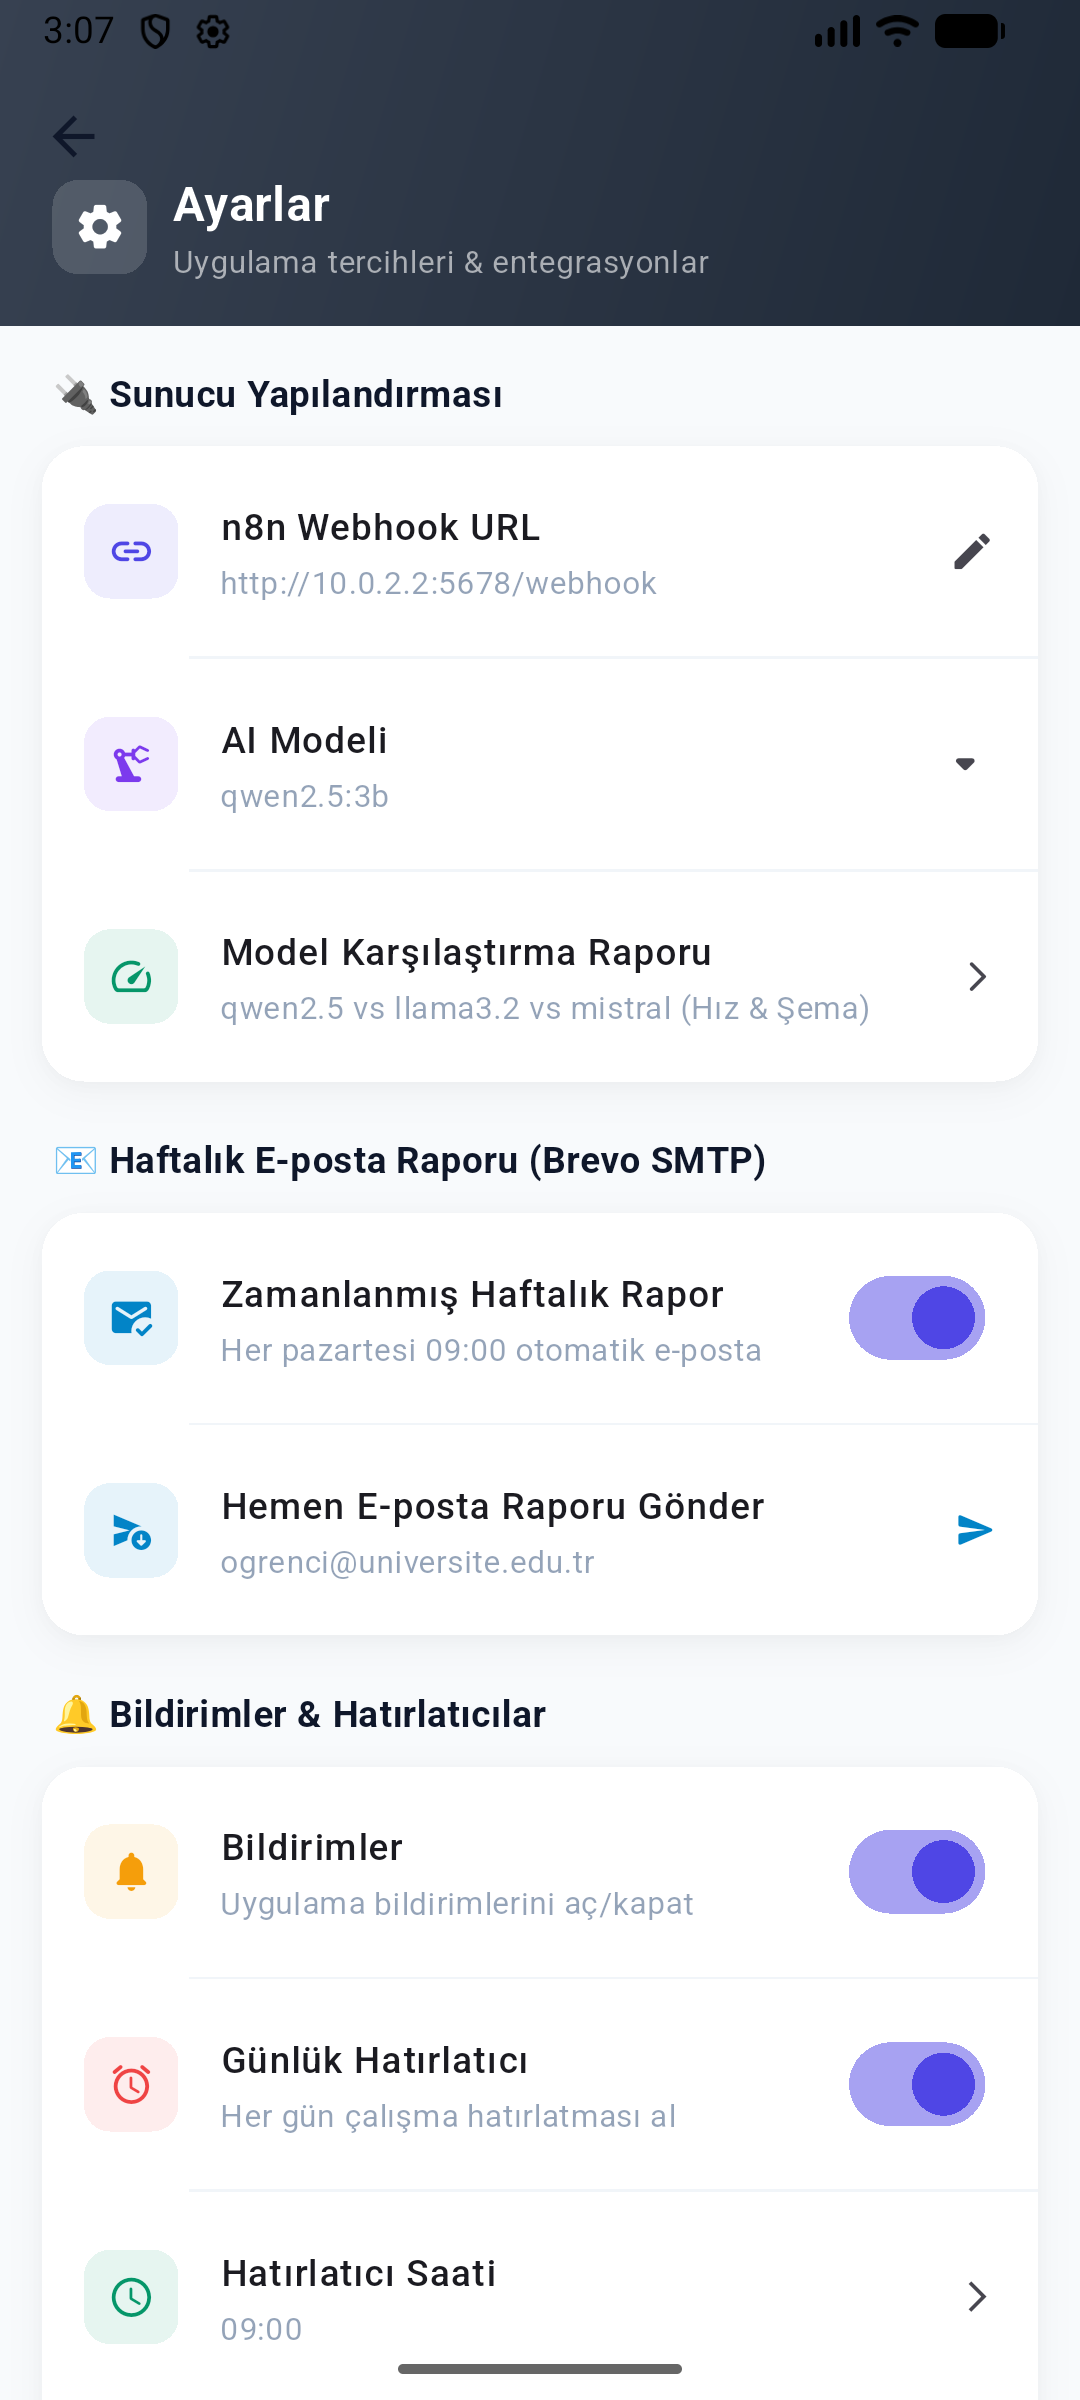 3:07
Ayarlar
Uygulama tercihleri & entegrasyonlar
🔌 Sunucu Yapılandırması
n8n Webhook URL
http://10.0.2.2:5678/webhook
AI Modeli
qwen2.5:3b
Model Karşılaştırma Raporu
qwen2.5 vs llama3.2 vs mistral (Hız & Şema)
📧 Haftalık E-posta Raporu (Brevo SMTP)
Zamanlanmış Haftalık Rapor
Her pazartesi 09:00 otomatik e-posta
Hemen E-posta Raporu Gönder
ogrenci@universite.edu.tr
🔔 Bildirimler & Hatırlatıcılar
Bildirimler
Uygulama bildirimlerini aç/kapat
Günlük Hatırlatıcı
Her gün çalışma hatırlatması al
Hatırlatıcı Saati
09:00